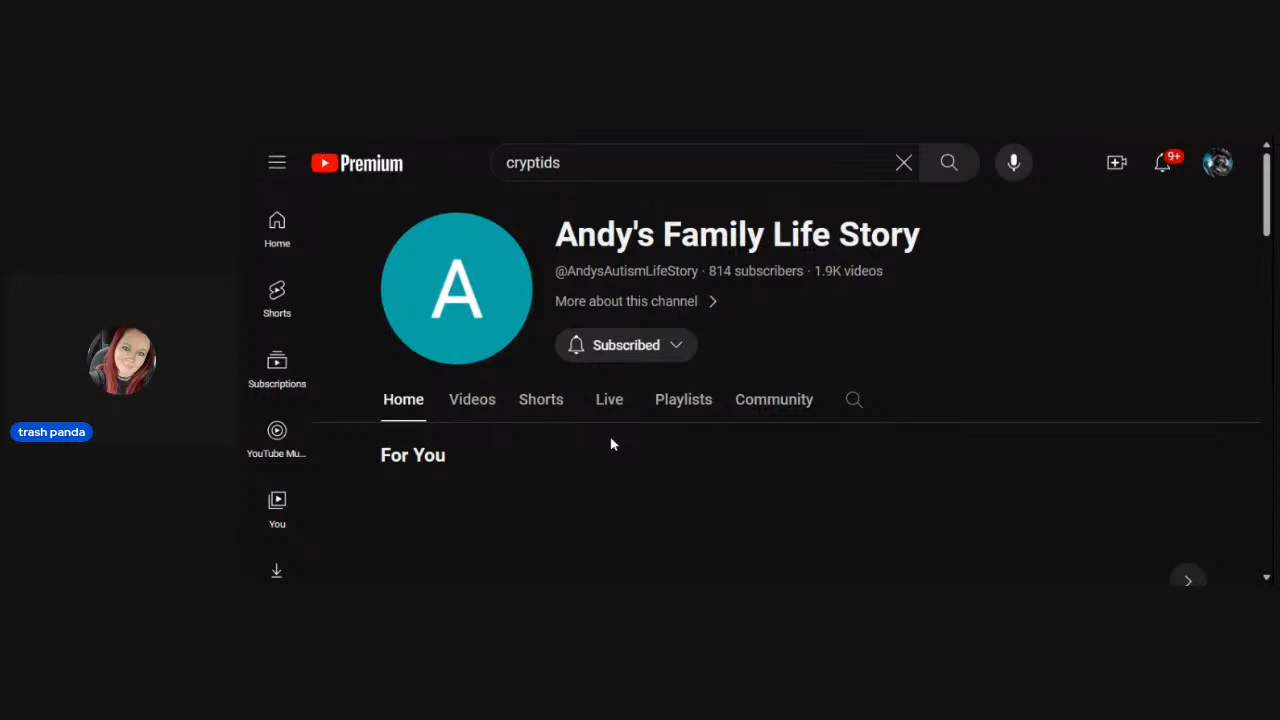 Premium
cryptids
9+
Home
Shorts
Subscriptions
YouTube Mu...
You
A
Andy's Family Life Story
@AndysAutismLifeStory · 814 subscribers · 1.9K videos
More about this channel
Subscribed
Home Videos Shorts Live Playlists Community
For You
trash panda